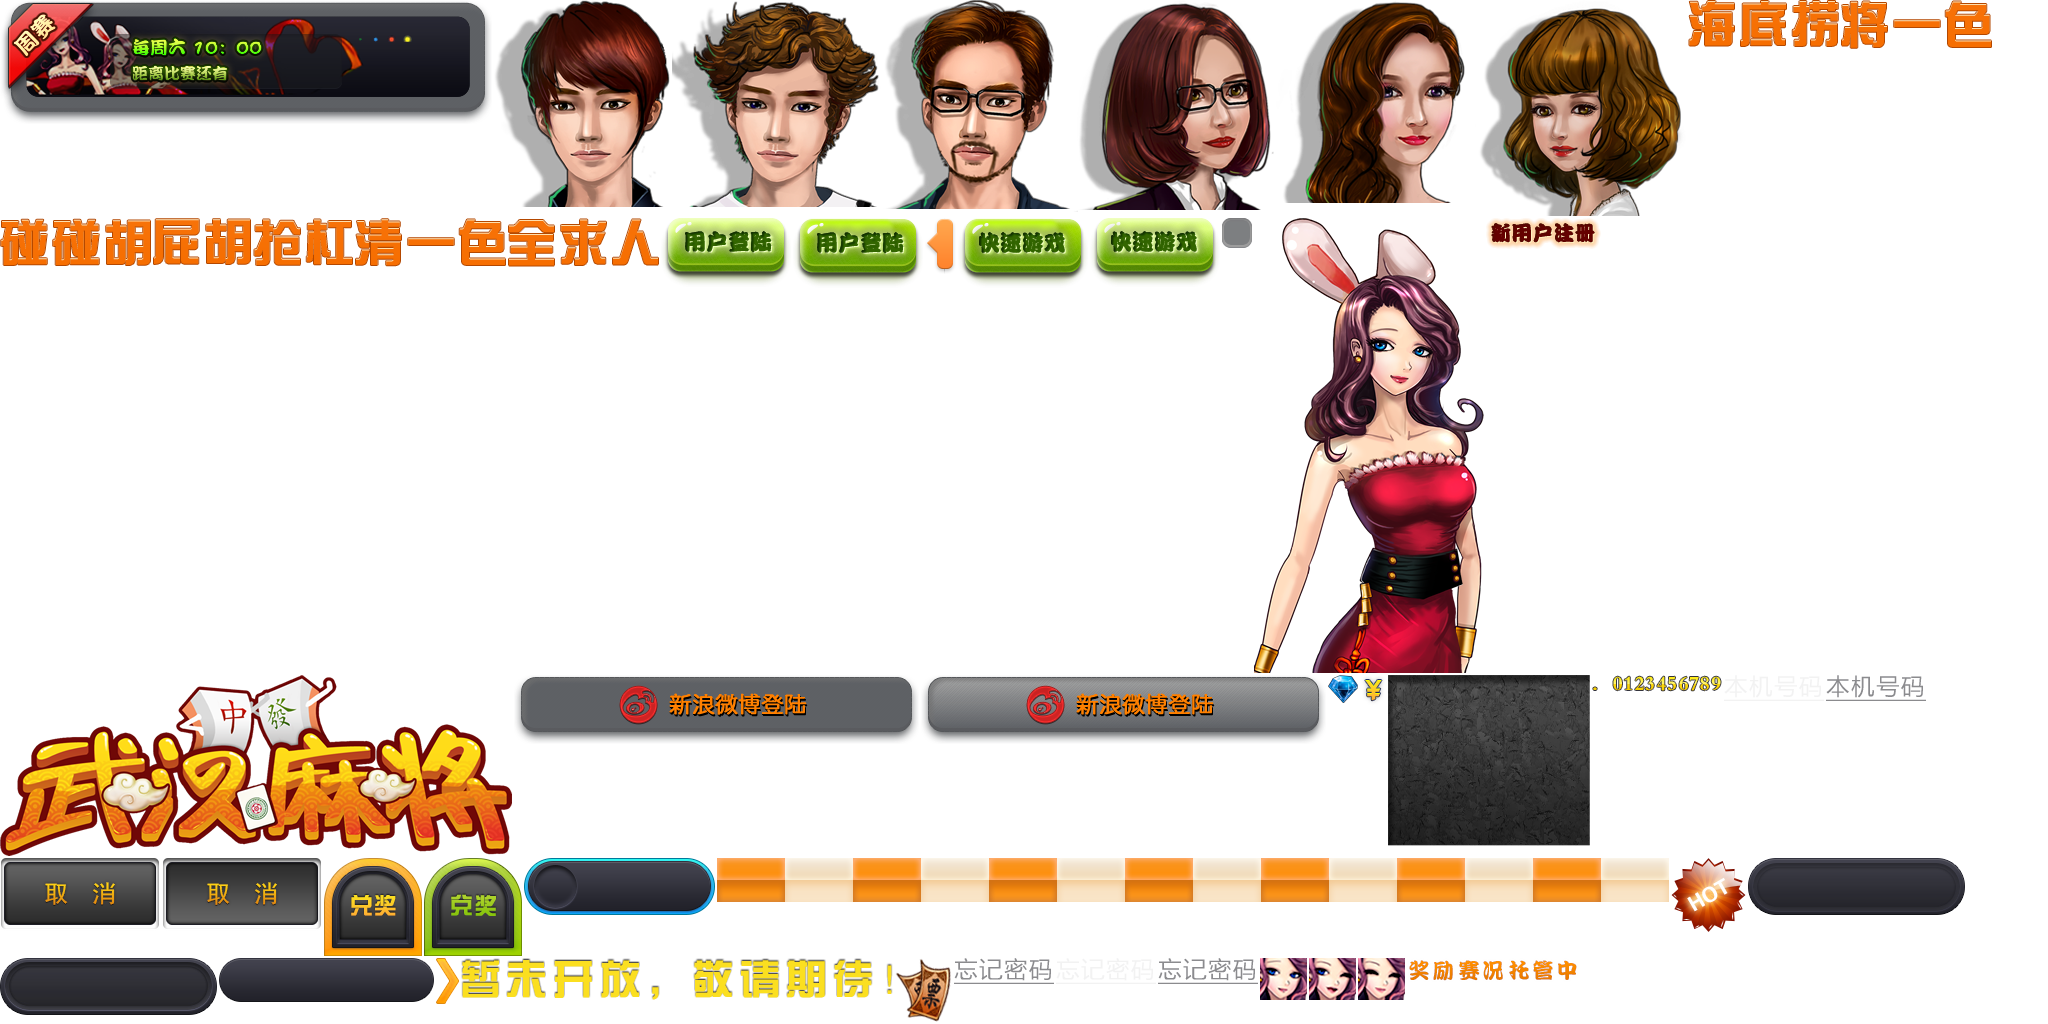 周赛
每周六 10：00
距离比赛还有
海底捞将一色
碰碰胡屁胡抢杠清一色全求人
用户登陆
用户登陆
快速游戏
快速游戏
新用户注册
中
發
武汉麻将
新浪微博登陆
新浪微博登陆
¥
. 0123456789
本机号码
本机号码
取 消
取 消
兑奖
兑奖
HOT
暂未开放，敬请期待！
忘记密码
忘记密码
忘记密码
奖励赛况托管中